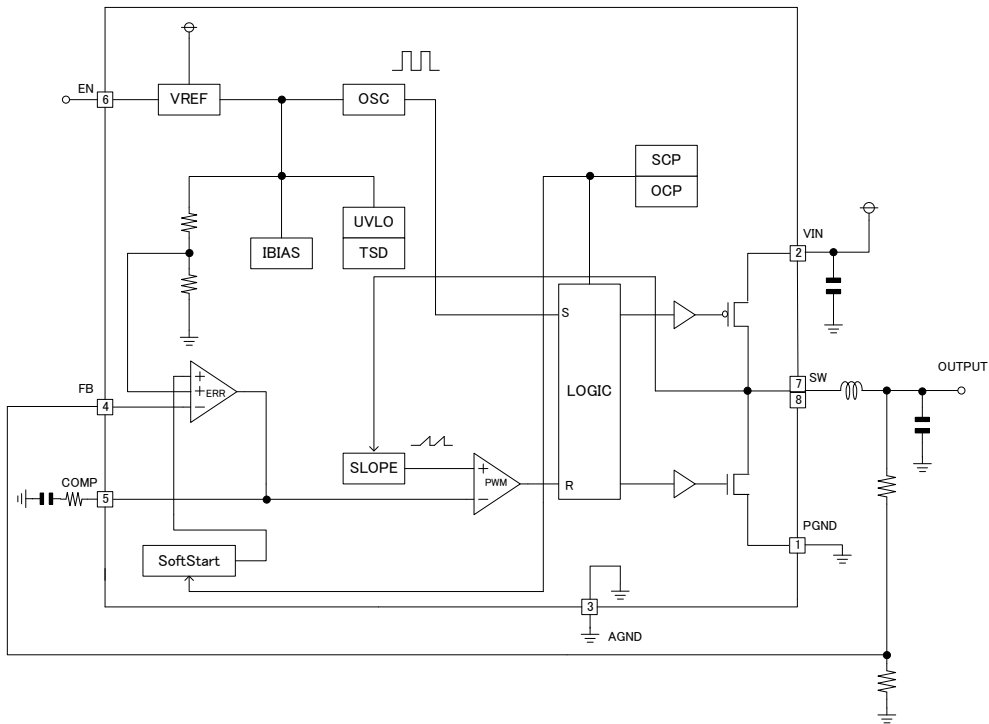 EN
6
VREF
OSC
SCP
OCP
UVLO
TSD
IBIAS
VIN
2
S
LOGIC
R
OUTPUT
SW
7
8
FB
4
+
+
ERR
−
COMP
5
SLOPE
+
PWM
−
PGND
1
SoftStart
3
AGND